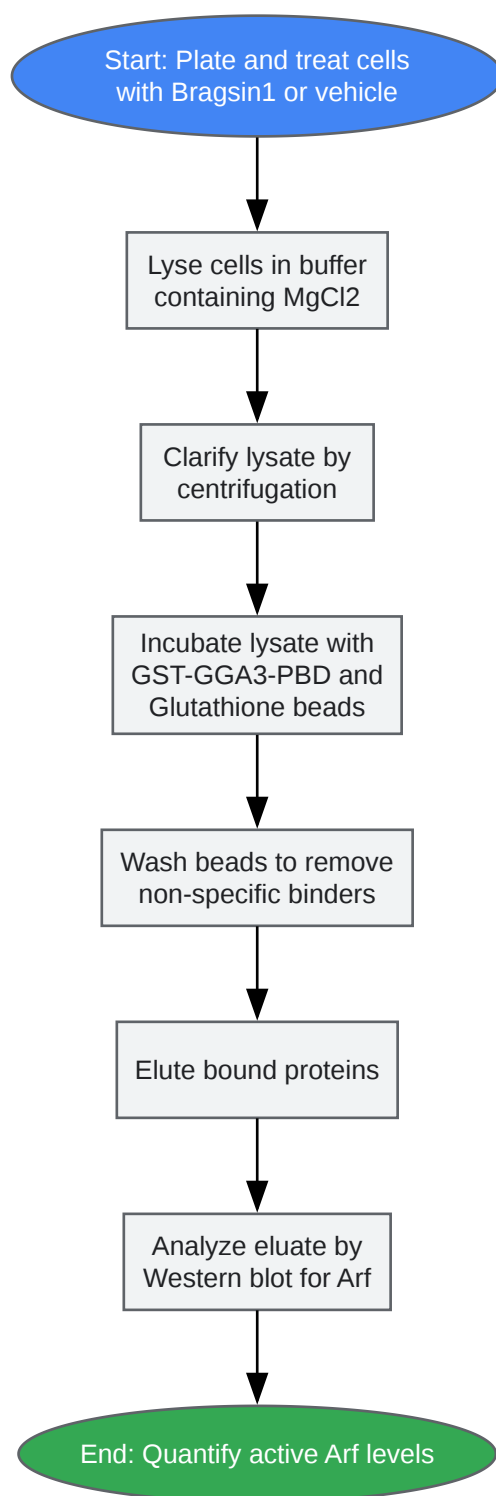 Start: Plate and treat cells
with Bragsin1 or vehicle
Lyse cells in buffer
containing MgCl2
Clarify lysate by
centrifugation
Incubate lysate with
GST-GGA3-PBD and
Glutathione beads
Wash beads to remove
non-specific binders
Elute bound proteins
Analyze eluate by
Western blot for Arf
End: Quantify active Arf levels